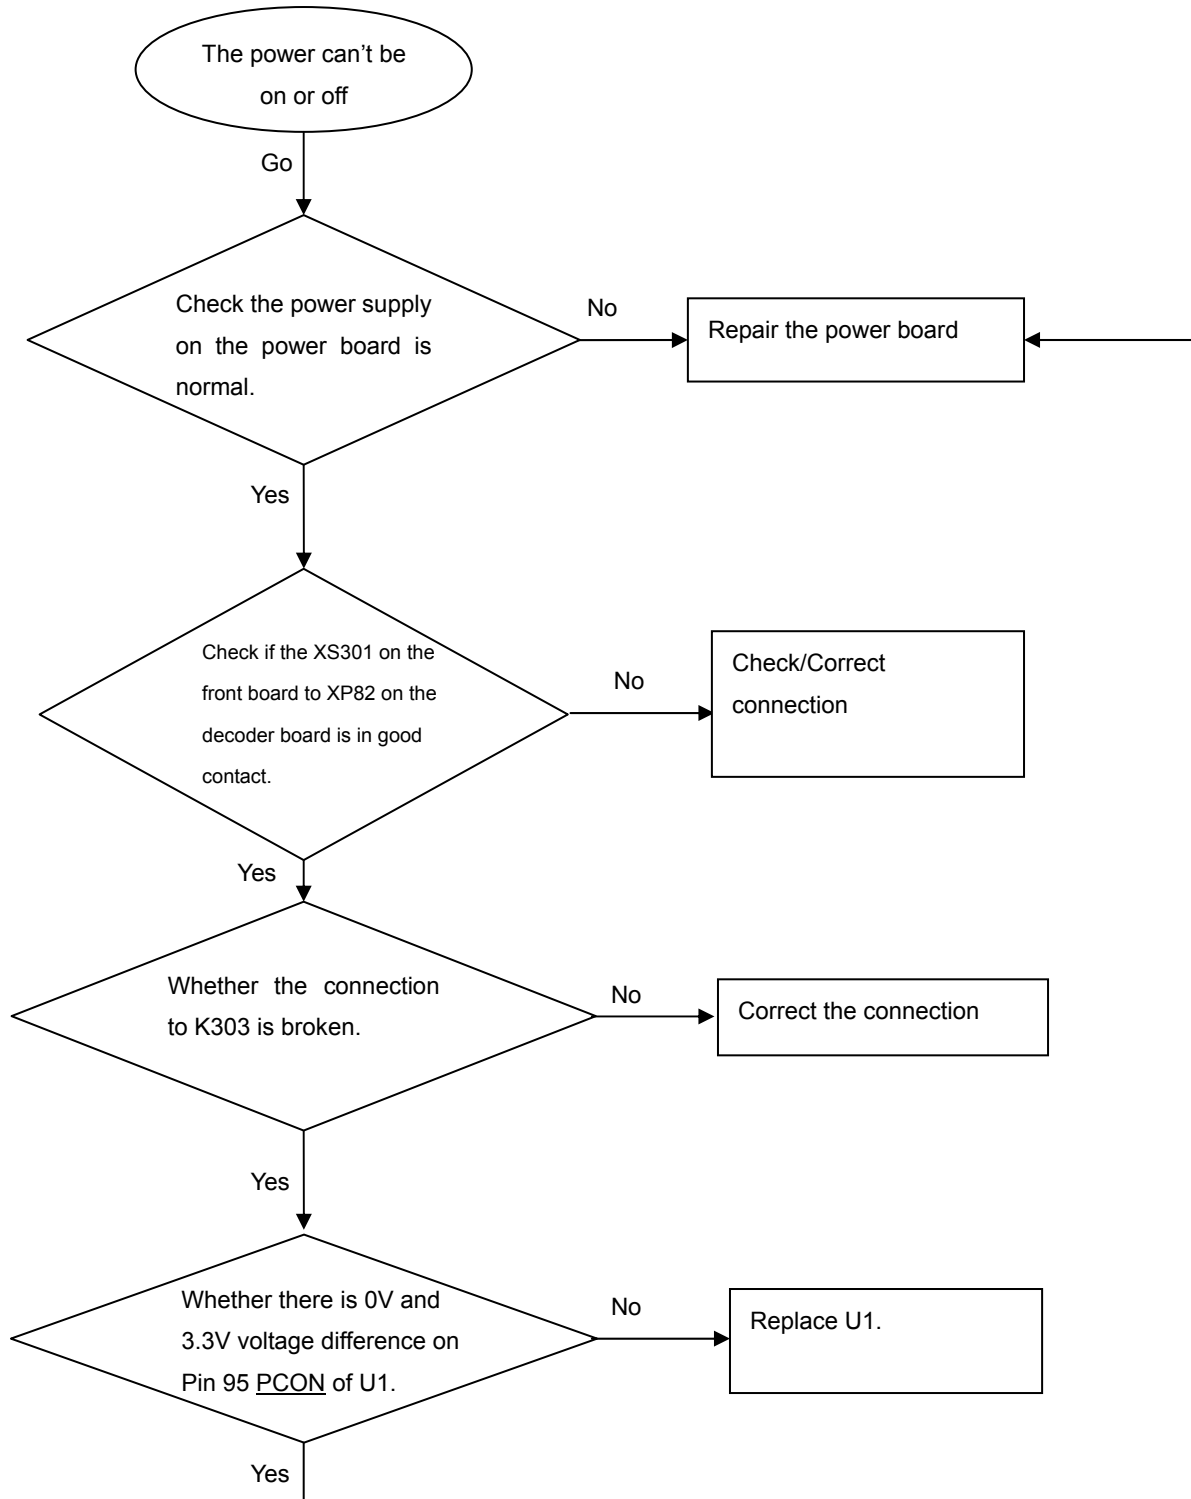 The power can’t be
on or off
Go
Check the power supply
on the power board is
normal.
No
Repair the power board
Yes
Check if the XS301 on the
front board to XP82 on the
decoder board is in good
contact.
No
Check/Correct
connection
Yes
Whether the connection
to K303 is broken.
No
Correct the connection
Yes
Whether there is 0V and
3.3V voltage difference on
Pin 95 PCON of U1.
No
Replace U1.
Yes